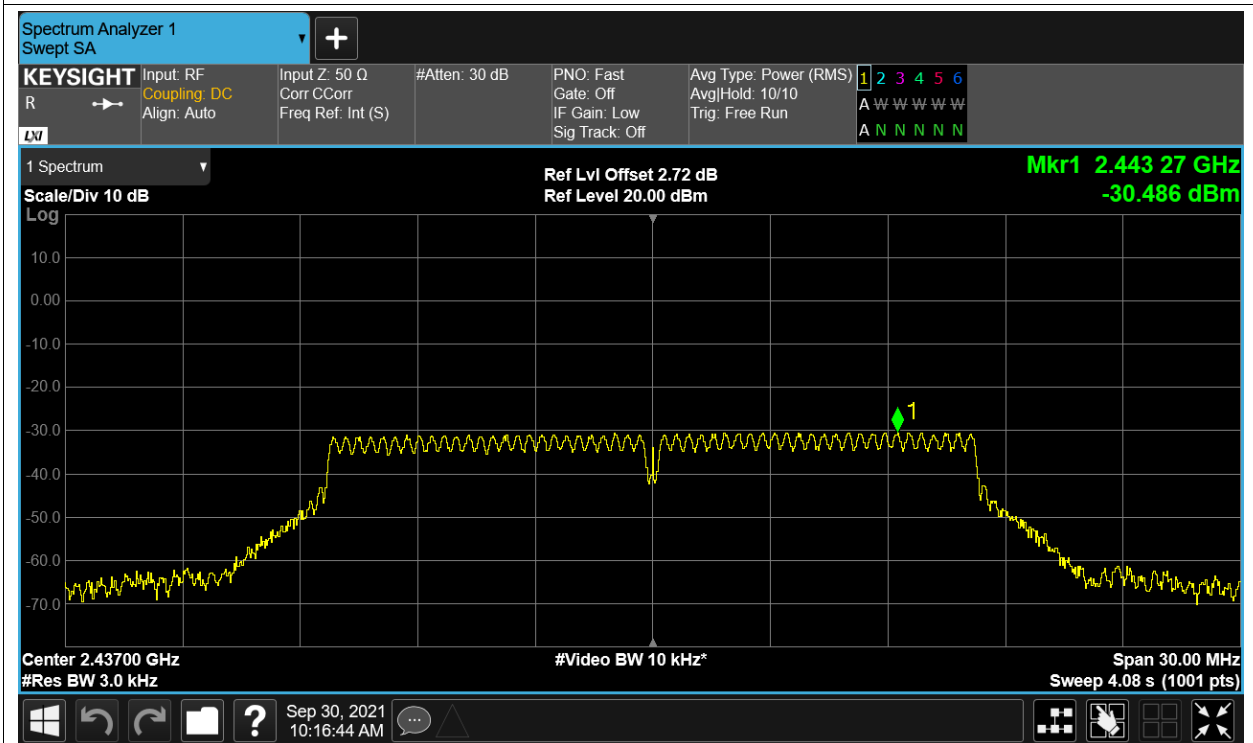 Spectrum Analyzer 1
Swept SA
+
KEYSIGHT
R
LXI
Input: RF
Coupling: DC
Align: Auto
Input Z: 50 Ω
Corr CCorr
Freq Ref: Int (S)
#Atten: 30 dB
PNO: Fast
Gate: Off
IF Gain: Low
Sig Track: Off
Avg Type: Power (RMS)
Avg|Hold: 10/10
Trig: Free Run
1 2 3 4 5 6
A W W W W W
A N N N N N
1 Spectrum
Scale/Div 10 dB
Log
Ref Lvl Offset 2.72 dB
Ref Level 20.00 dBm
Mkr1 2.443 27 GHz
-30.486 dBm
10.0
0.00
-10.0
-20.0
-30.0
-40.0
-50.0
-60.0
-70.0
1
Center 2.43700 GHz
#Res BW 3.0 kHz
#Video BW 10 kHz*
Span 30.00 MHz
Sweep 4.08 s (1001 pts)
?
Sep 30, 2021
10:16:44 AM